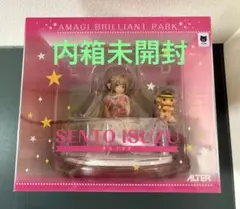 AMAGI BRILLIANT PARK
内箱未開封
SENTO ISUZU
ALTER